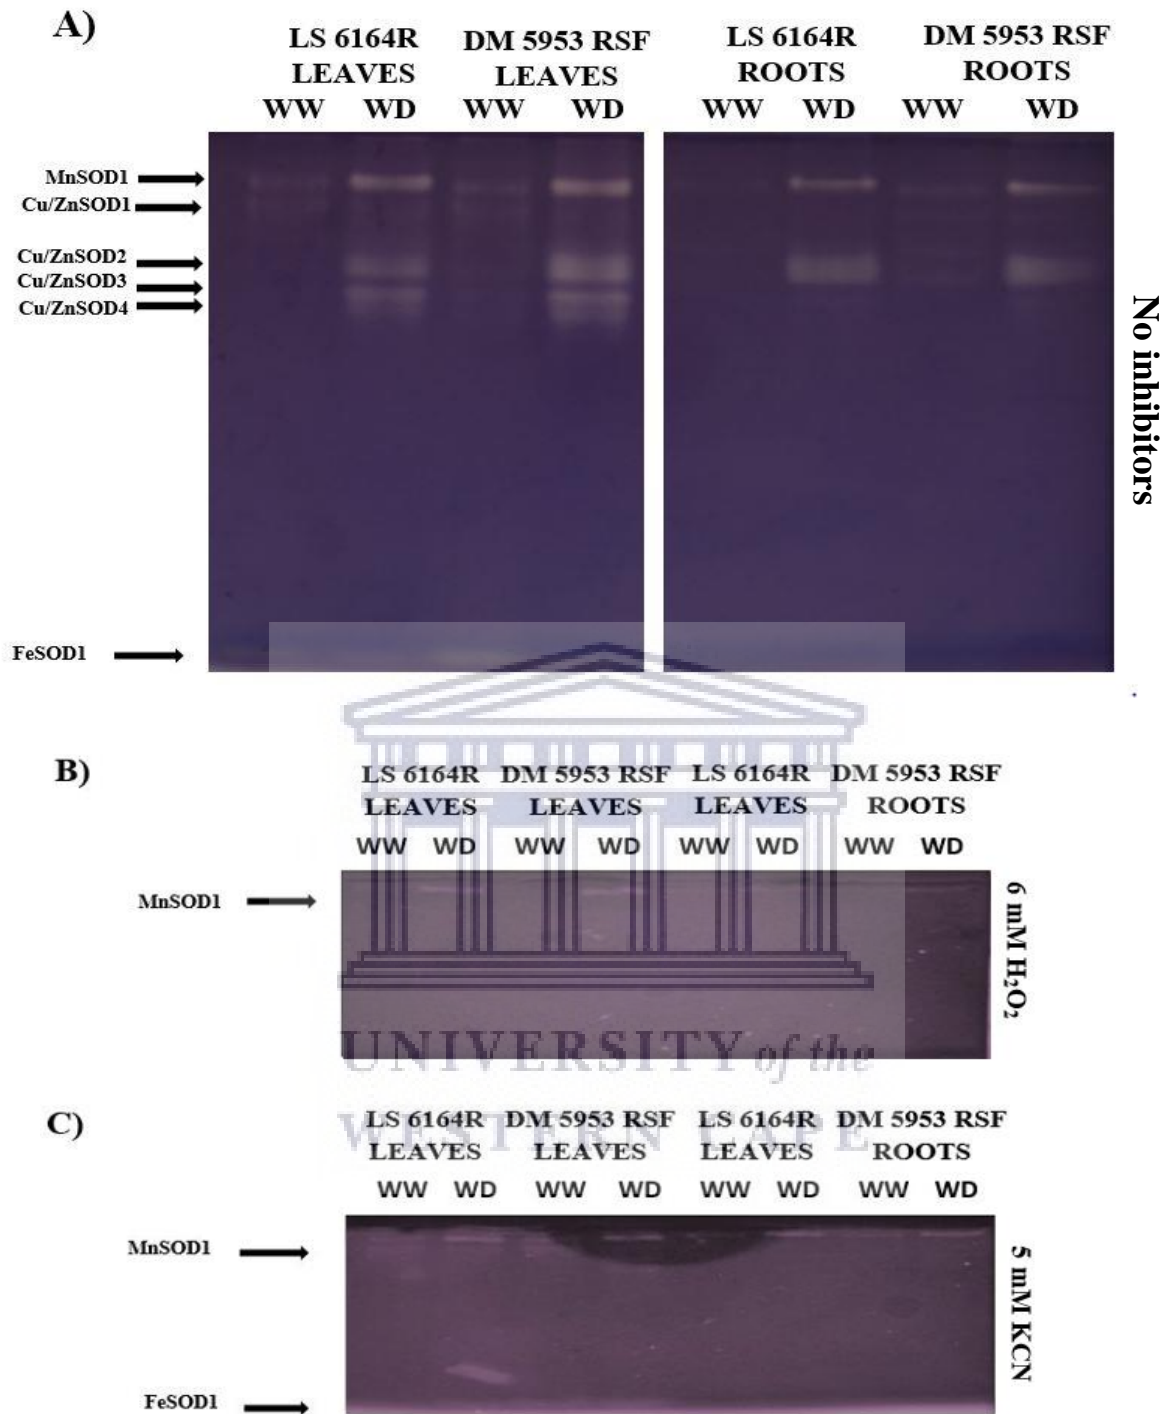 A)
LS 6164R LEAVES
DM 5953 RSF LEAVES
LS 6164R ROOTS
DM 5953 RSF ROOTS
WW WD WW WD WW WD WW WD
MnSOD1
Cu/ZnSOD1
Cu/ZnSOD2
Cu/ZnSOD3
Cu/ZnSOD4
FeSOD1
No inhibitors
B)
LS 6164R DM 5953 RSF LS 6164R DM 5953 RSF
LEAVES LEAVES LEAVES ROOTS
WW WD WW WD WW WD WW WD
MnSOD1
6 mM H₂O₂
UNIVERSITY of the
WESTERN CAPE
C)
LS 6164R DM 5953 RSF LS 6164R DM 5953 RSF
LEAVES LEAVES LEAVES ROOTS
WW WD WW WD WW WD WW WD
MnSOD1
FeSOD1
5 mM KCN